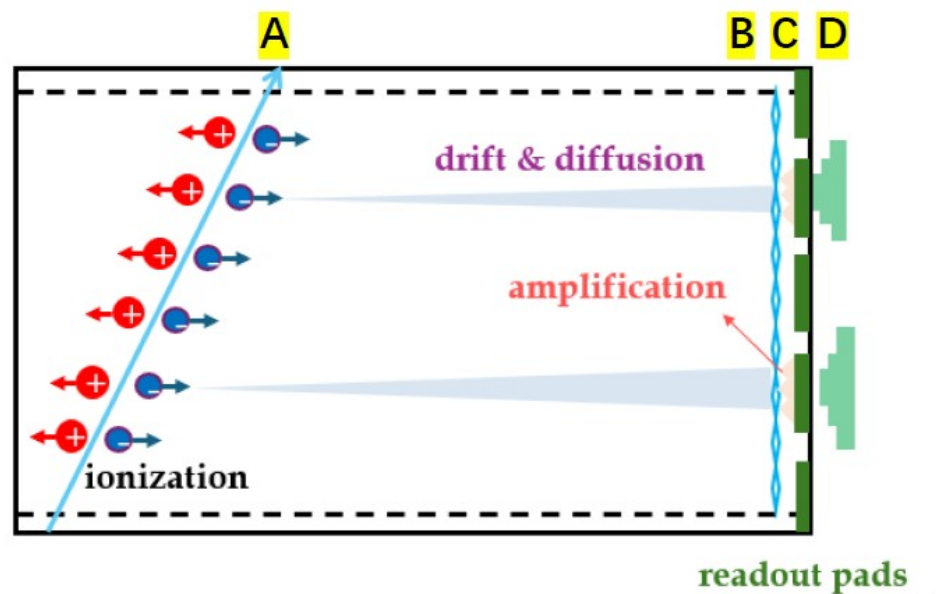 A B C D
drift & diffusion
amplification
ionization
readout pads